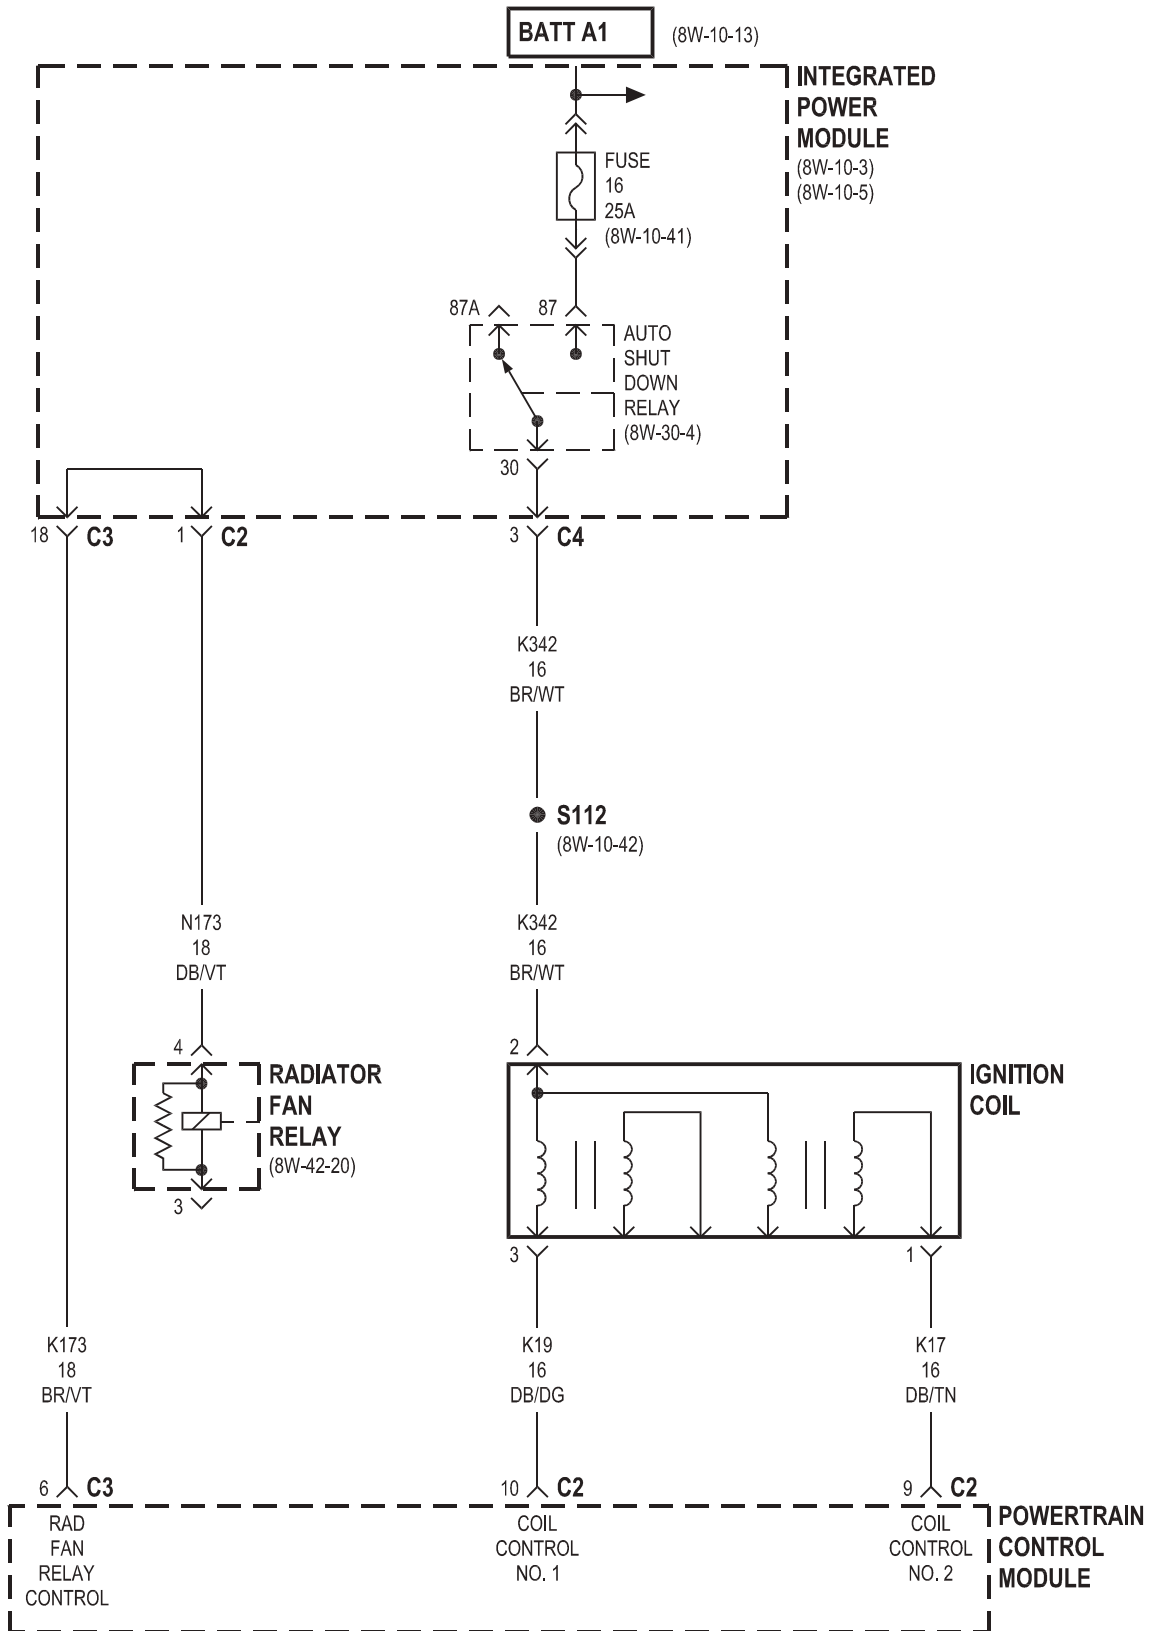 BATT A1
(8W-10-13)
INTEGRATED
POWER
MODULE
(8W-10-3)
(8W-10-5)
FUSE
16
25A
(8W-10-41)
87A
87
AUTO
SHUT
DOWN
RELAY
(8W-30-4)
30
18 C3
1 C2
3 C4
K342
16
BR/WT
S112
(8W-10-42)
N173
18
DB/VT
K342
16
BR/WT
4
RADIATOR
FAN
RELAY
(8W-42-20)
3
2
IGNITION
COIL
3
1
K173
18
BR/VT
K19
16
DB/DG
K17
16
DB/TN
6 C3
10 C2
9 C2
RAD
FAN
RELAY
CONTROL
COIL
CONTROL
NO. 1
COIL
CONTROL
NO. 2
POWERTRAIN
CONTROL
MODULE